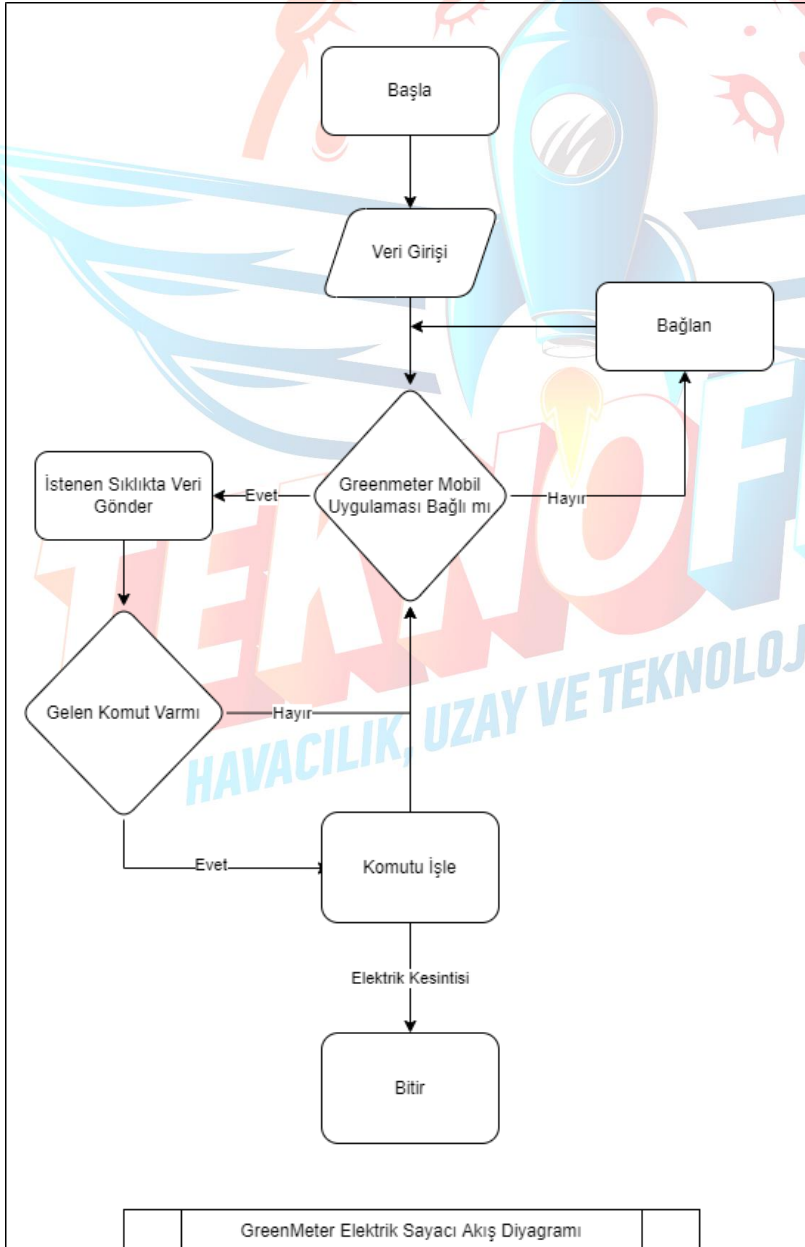 Başla
Veri Girişi
Bağlan
Greenmeter Mobil
Uygulaması Bağlı mı
Hayır
Evet
İstenen Sıklıkta Veri
Gönder
Gelen Komut Varmı
Hayır
Evet
Komutu İşle
Elektrik Kesintisi
Bitir
GreenMeter Elektrik Sayacı Akış Diyagramı
HAVACILIK, UZAY VE